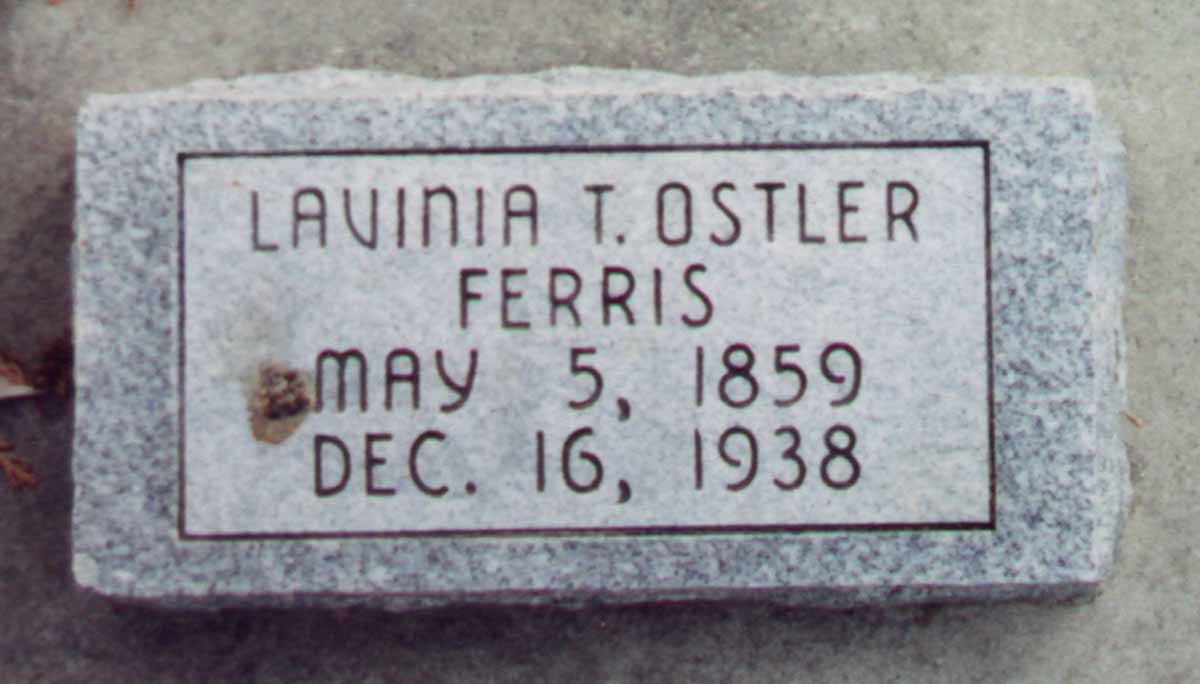 LAVINIA T. OSTLER
FERRIS
MAY 5, 1859
DEC. 16, 1938